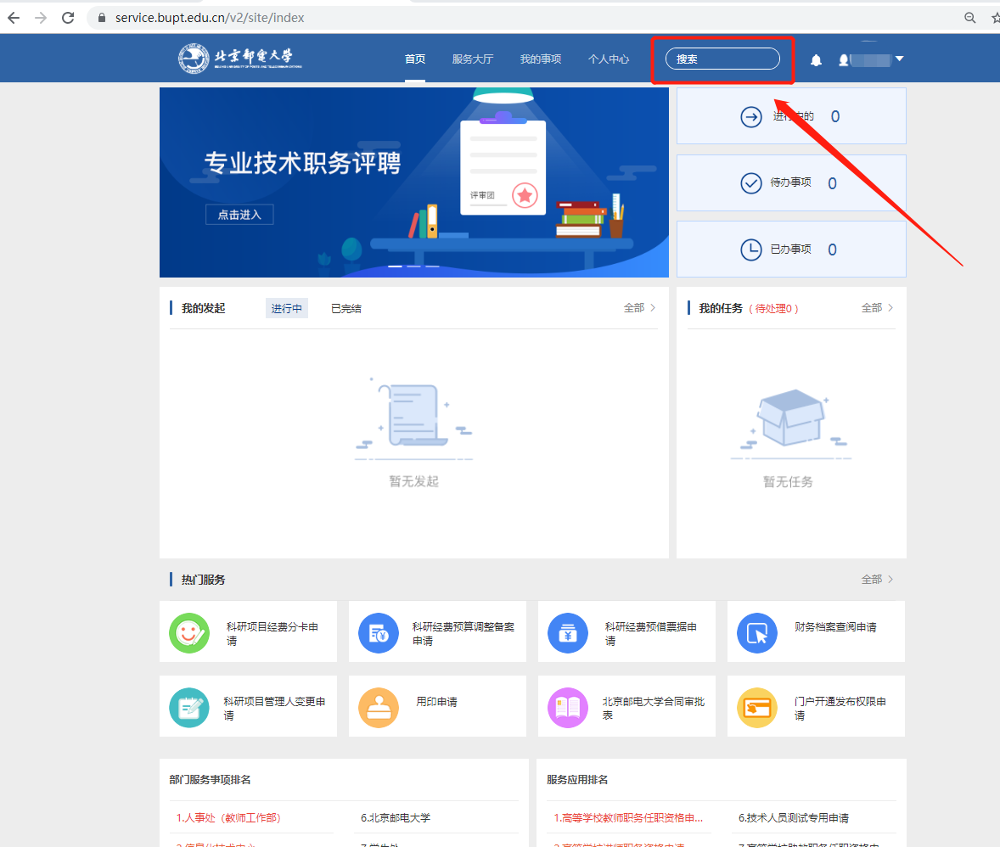 service.bupt.edu.cn/v2/site/index
北京邮电大学
BEIJING UNIVERSITY OF POSTS AND TELECOMMUNICATIONS
首页 服务大厅 我的事项 个人中心 搜索
专业技术职务评聘
点击进入
评审团
进行中的 0
待办事项 0
已办事项 0
我的发起 进行中 已完结 全部 >
暂无发起
我的任务（待处理0） 全部 >
暂无任务
热门服务 全部 >
科研项目经费分卡申
请
科研经费预算调整备案
申请
科研经费预借票据申
请
财务档案查阅申请
科研项目管理人变更申
请
用印申请
北京邮电大学合同审批
表
门户开通发布权限申
请
部门服务事项排名
1.人事处（教师工作部）
6.北京邮电大学
服务应用排名
1.高等学校教师职务任职资格申...
6.技术人员测试专用申请